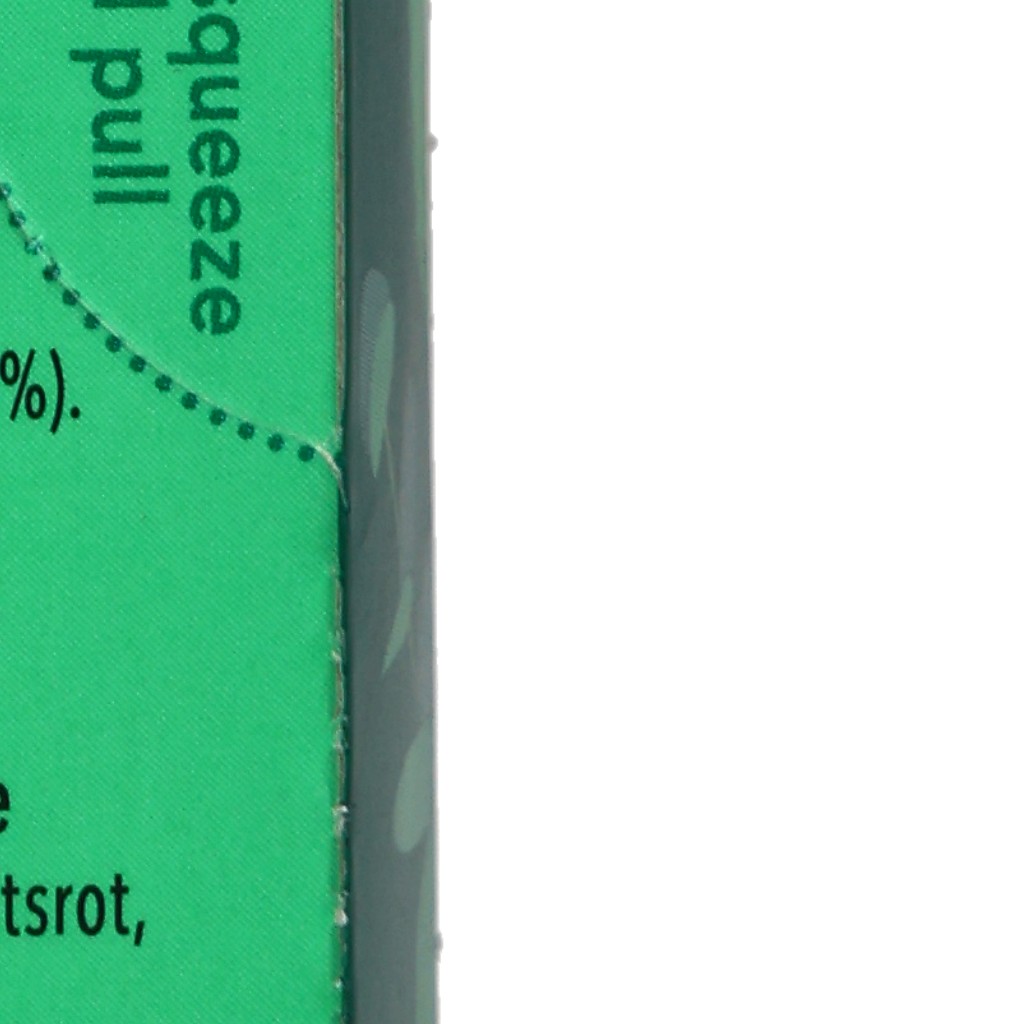 squeeze
pull
%).
e
tsrot,